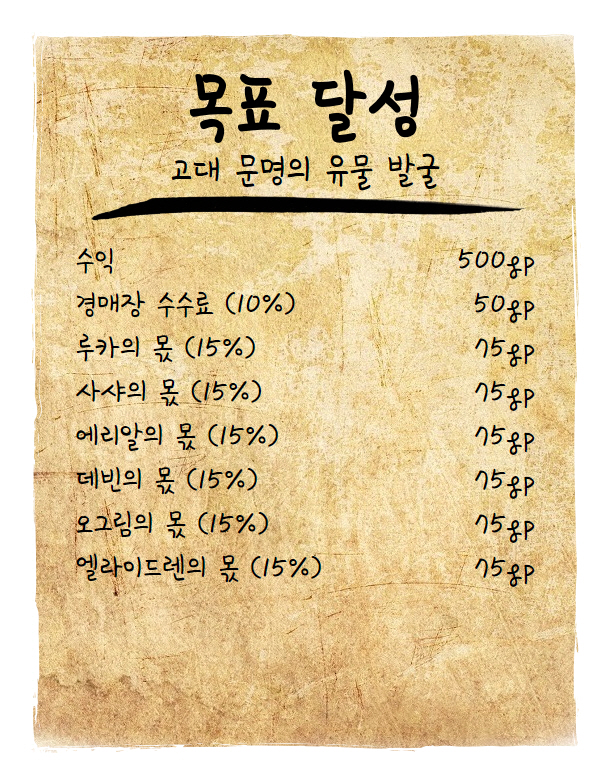 목표 달성
고대 문명의 유물 발굴
수익 500gp
경매장 수수료 (10%) 50gp
루카의 몫 (15%) 75gp
사샤의 몫 (15%) 75gp
에리알의 몫 (15%) 75gp
데빈의 몫 (15%) 75gp
오그림의 몫 (15%) 75gp
엘라이드렌의 몫 (15%) 75gp